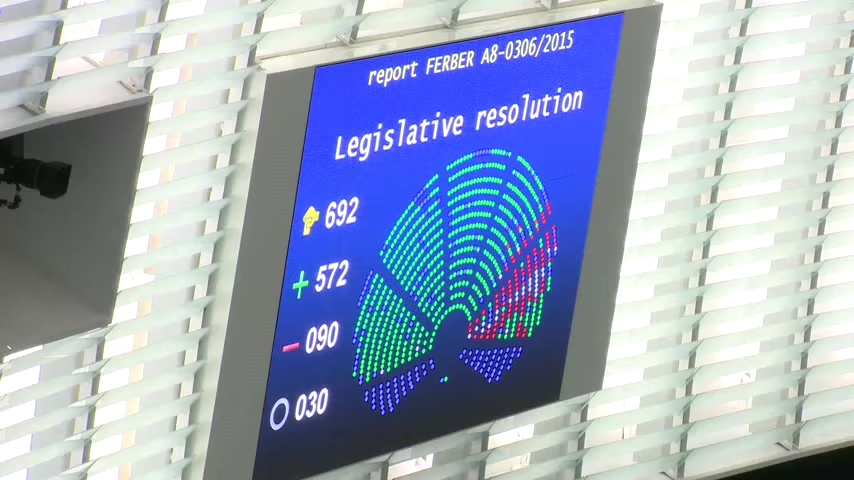 report FERBER A8-0306/2015
Legislative resolution
692
+ 572
- 090
030